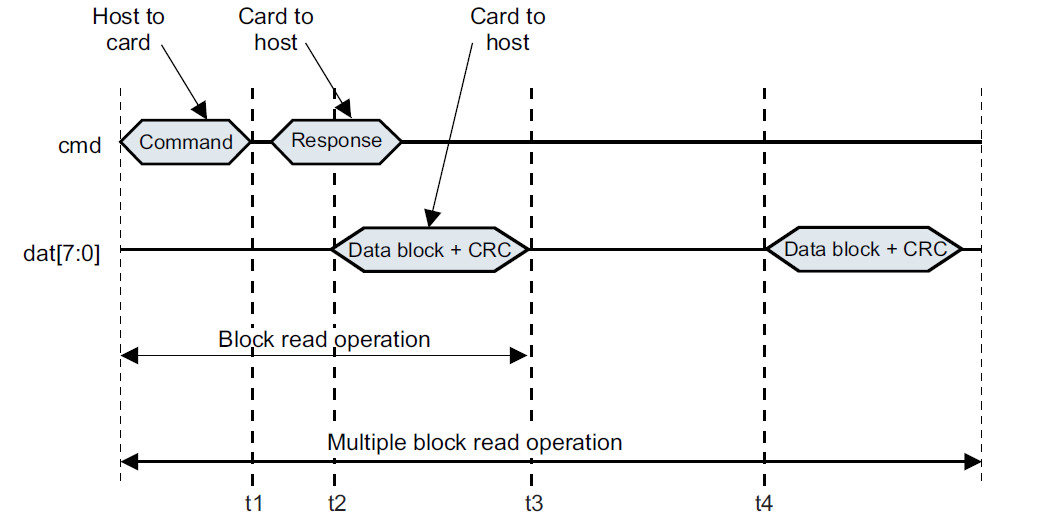 Host to
card
Card to
host
Card to
host
cmd
Command
Response
dat[7:0]
Data block + CRC
Data block + CRC
Block read operation
Multiple block read operation
t1
t2
t3
t4